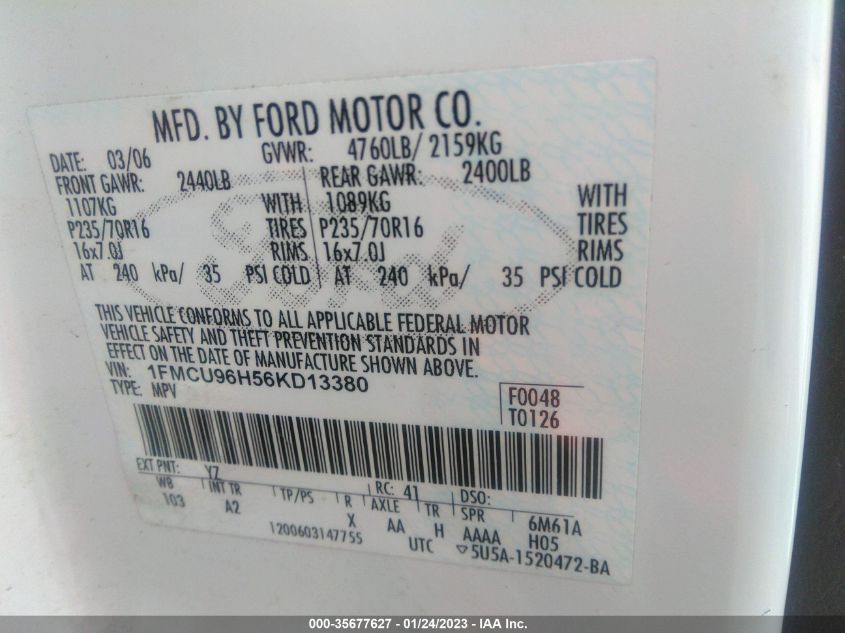 MFD. BY FORD MOTOR CO.
DATE: 03/06 GVWR: 4760LB/ 2159KG
FRONT GAWR: 2440LB REAR GAWR: 2400LB
1107KG WITH 1089KG WITH
P235/70R16 TIRES P235/70R16 TIRES
16x7.0J RIMS 16x7.0J RIMS
AT 240 kPa/ 35 PSI COLD AT 240 kPa/ 35 PSI COLD
THIS VEHICLE CONFORMS TO ALL APPLICABLE FEDERAL MOTOR
VEHICLE SAFETY AND THEFT PREVENTION STANDARDS IN
EFFECT ON THE DATE OF MANUFACTURE SHOWN ABOVE.
VIN: 1FMCU96H56KD13380
TYPE: MPV
F0048
T0126
EXT PNT: YZ RC: 41 DSO:
WB INT TR TP/PS R AXLE TR SPR 6M61A
103 A2 X AA H AAAA H05
1200603147755 UTC ▽5U5A-1520472-BA
Ford
000-35677627 - 01/24/2023 - IAA Inc.